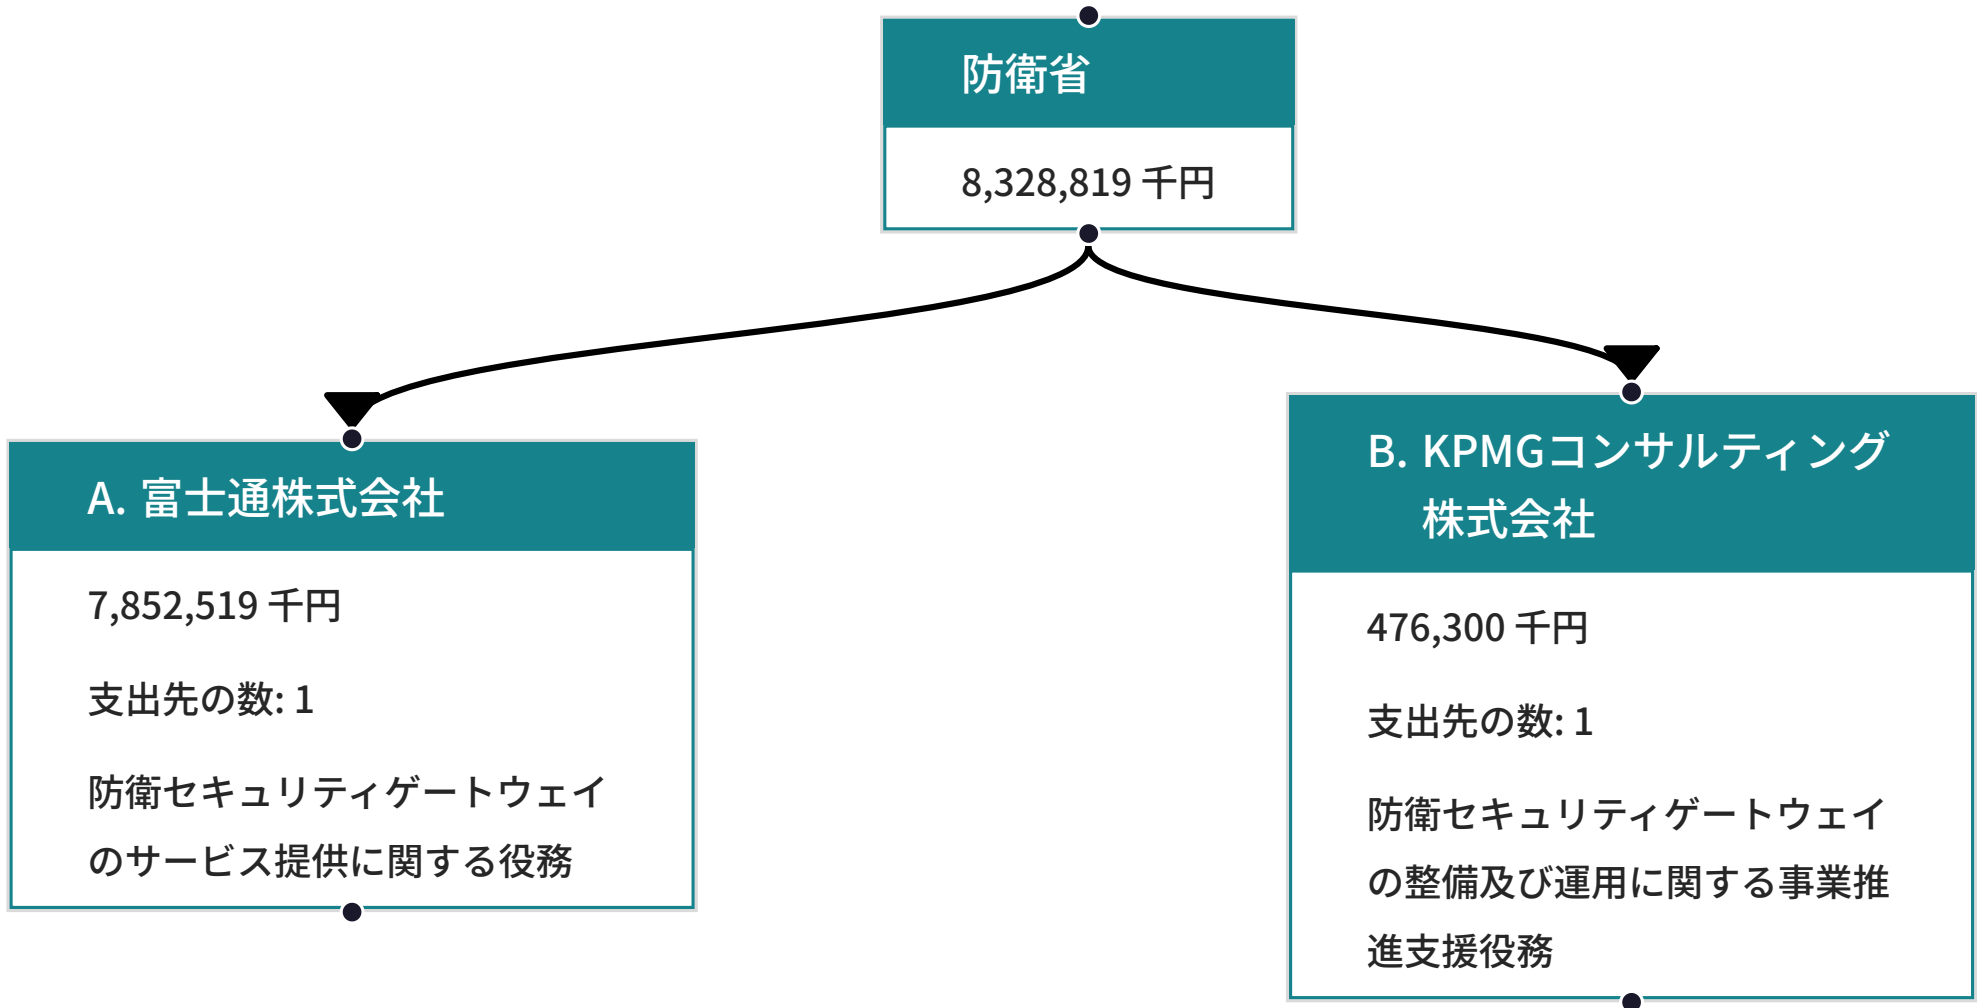 防衛省
8,328,819 千円
A. 富士通株式会社
7,852,519 千円
支出先の数: 1
防衛セキュリティゲートウェイ
のサービス提供に関する役務
B. KPMGコンサルティング
株式会社
476,300 千円
支出先の数: 1
防衛セキュリティゲートウェイ
の整備及び運用に関する事業推
進支援役務